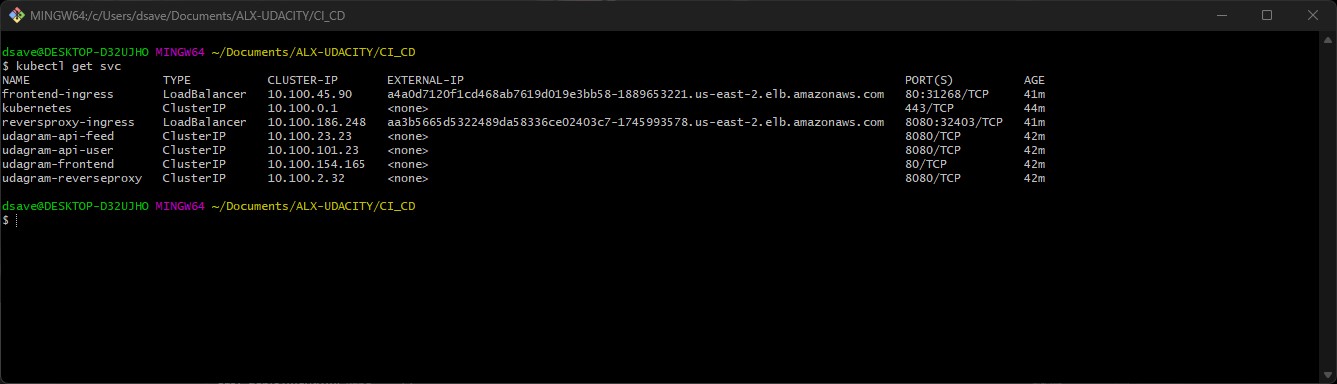 MINGW64:/c/Users/dsave/Documents/ALX-UDACITY/CI_CD
dsave@DESKTOP-D32UJHO MINGW64 ~/Documents/ALX-UDACITY/CI_CD
$ kubectl get svc
NAME TYPE CLUSTER-IP EXTERNAL-IP PORT(S) AGE
frontend-ingress LoadBalancer 10.100.45.90 a4a0d7120f1cd468ab7619d019e3bb58-1889653221.us-east-2.elb.amazonaws.com 80:31268/TCP 41m
kubernetes ClusterIP 10.100.0.1 <none> 443/TCP 44m
reversproxy-ingress LoadBalancer 10.100.186.248 aa3b5665d5322489da58336ce02403c7-1745993578.us-east-2.elb.amazonaws.com 8080:32403/TCP 41m
udagram-api-feed ClusterIP 10.100.23.23 <none> 8080/TCP 42m
udagram-api-user ClusterIP 10.100.101.23 <none> 8080/TCP 42m
udagram-frontend ClusterIP 10.100.154.165 <none> 80/TCP 42m
udagram-reverseproxy ClusterIP 10.100.2.32 <none> 8080/TCP 42m
dsave@DESKTOP-D32UJHO MINGW64 ~/Documents/ALX-UDACITY/CI_CD
$